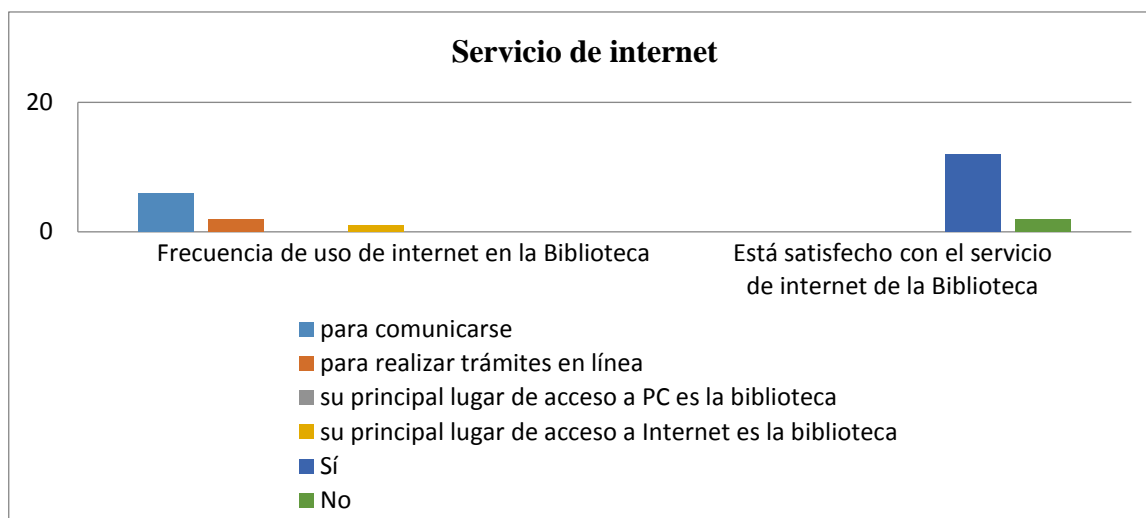 Servicio de internet
20
0
Frecuencia de uso de internet en la Biblioteca
Está satisfecho con el servicio
de internet de la Biblioteca
para comunicarse
para realizar trámites en línea
su principal lugar de acceso a PC es la biblioteca
su principal lugar de acceso a Internet es la biblioteca
Sí
No